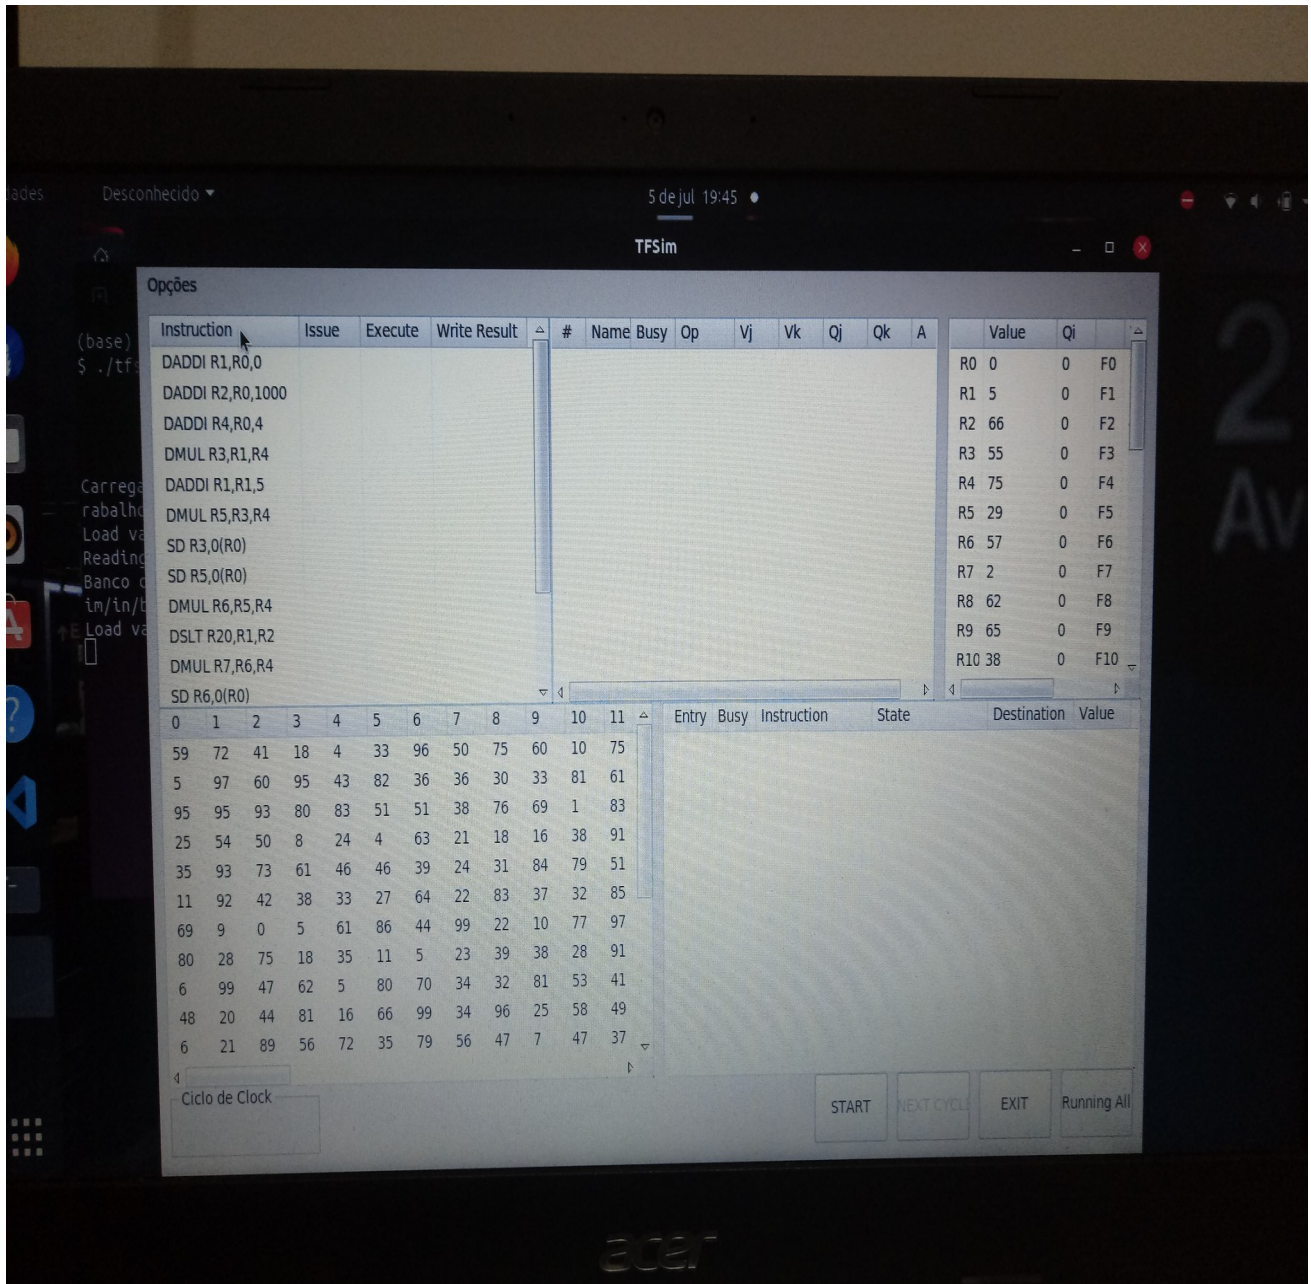 dades Desconhecido 5 de jul 19:45
TFSim
Opções
(base)
$ ./tfs
Carrega
rabalho
Load va
Reading
Banco
im/in/b
Load va
Instruction Issue Execute Write Result
DADDI R1,R0,0
DADDI R2,R0,1000
DADDI R4,R0,4
DMUL R3,R1,R4
DADDI R1,R1,5
DMUL R5,R3,R4
SD R3,0(R0)
SD R5,0(R0)
DMUL R6,R5,R4
DSLT R20,R1,R2
DMUL R7,R6,R4
SD R6,0(R0)
# Name Busy Op Vj Vk Qj Qk A
Value Qi
R0 0 0 F0
R1 5 0 F1
R2 66 0 F2
R3 55 0 F3
R4 75 0 F4
R5 29 0 F5
R6 57 0 F6
R7 2 0 F7
R8 62 0 F8
R9 65 0 F9
R10 38 0 F10
2
Av
0 1 2 3 4 5 6 7 8 9 10 11
59 72 41 18 4 33 96 50 75 60 10 75
5 97 60 95 43 82 36 36 30 33 81 61
95 95 93 80 83 51 51 38 76 69 1 83
25 54 50 8 24 4 63 21 18 16 38 91
35 93 73 61 46 46 39 24 31 84 79 51
11 92 42 38 33 27 64 22 83 37 32 85
69 9 0 5 61 86 44 99 22 10 77 97
80 28 75 18 35 11 5 23 39 38 28 91
6 99 47 62 5 80 70 34 32 81 53 41
48 20 44 81 16 66 99 34 96 25 58 49
6 21 89 56 72 35 79 56 47 7 47 37
Entry Busy Instruction State Destination Value
Ciclo de Clock
START NEXT CYCLE EXIT Running All
acer